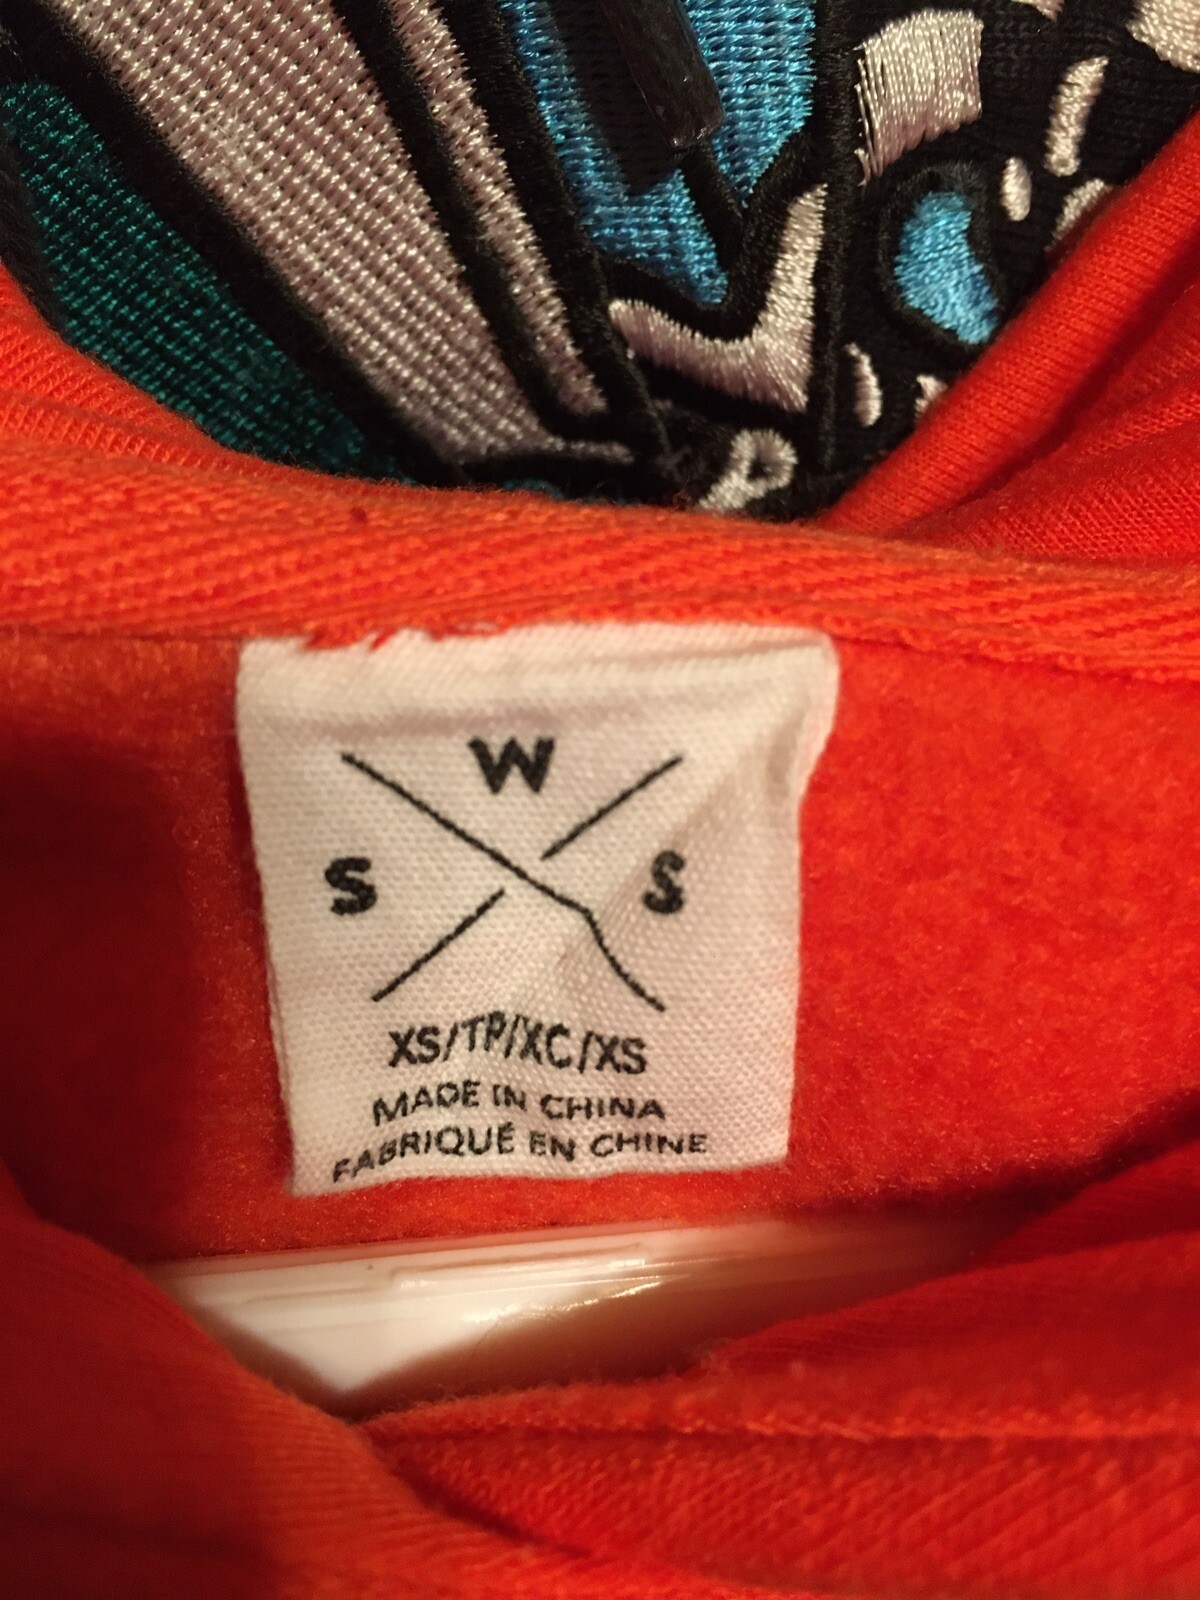 W
S S
XS/TP/XC/XS
MADE IN CHINA
FABRIQUÉ EN CHINE